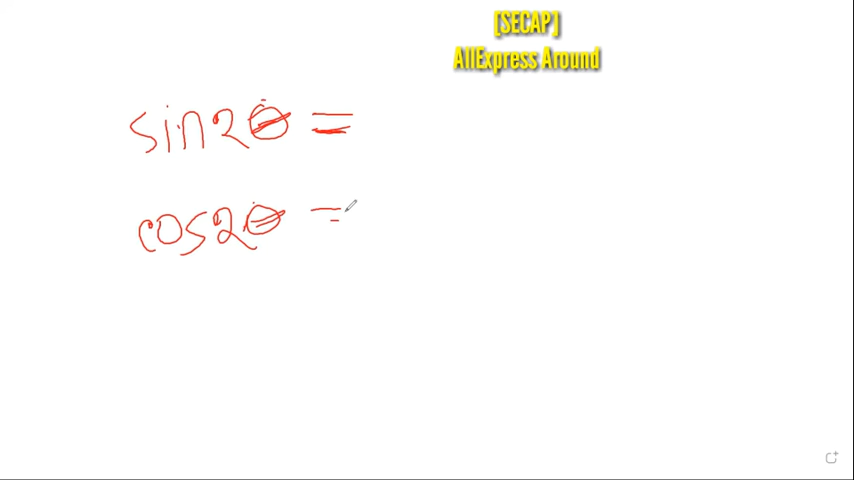 [SECAP]
AllExpress Around
sin2θ =
cos2θ =